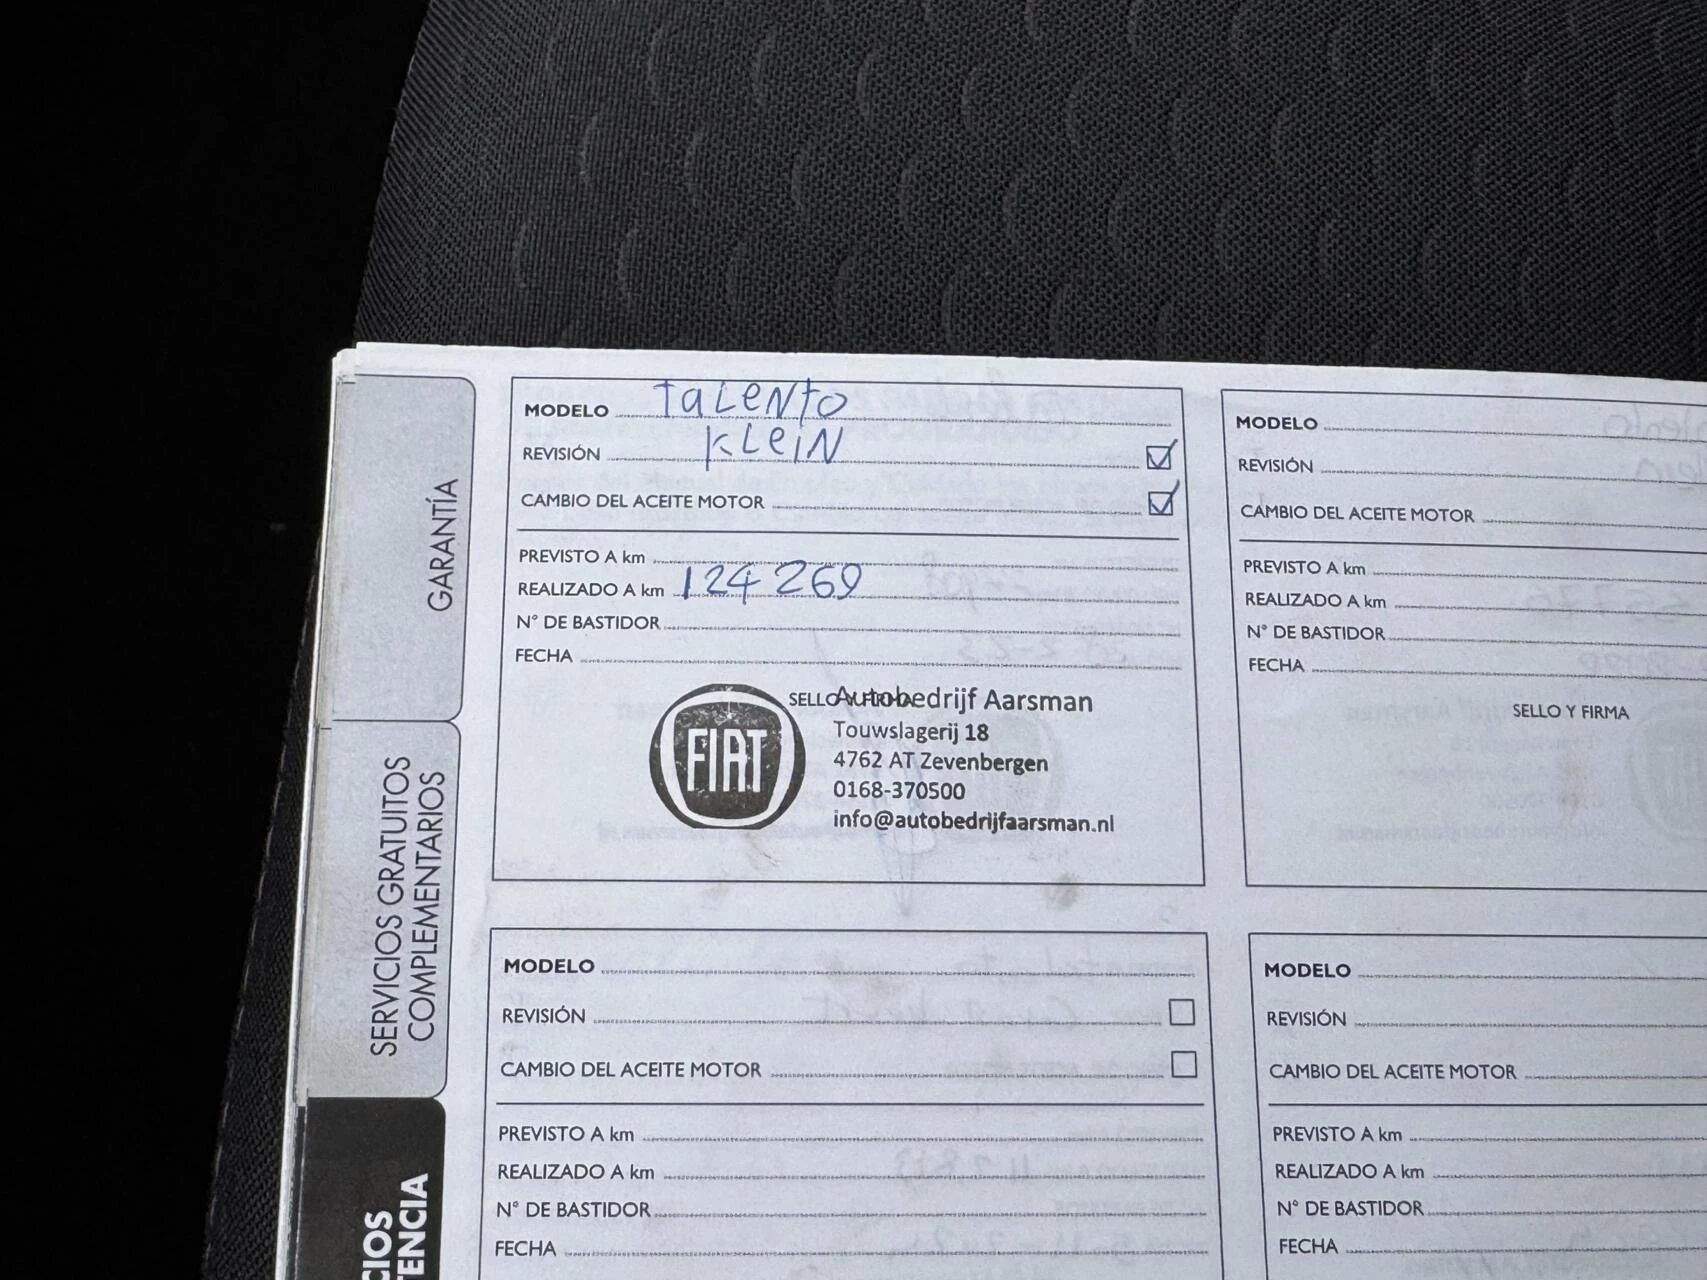 GARANTÍA
SERVICIOS GRATUITOS
COMPLEMENTARIOS
MODELO Talento
REVISIÓN KLEIN
CAMBIO DEL ACEITE MOTOR
PREVISTO A km
REALIZADO A km 124 269
N° DE BASTIDOR
FECHA
SELLO Y FIRMA
FIAT
Autobedrijf Aarsman
Touwslagerij 18
4762 AT Zevenbergen
0168-370500
info@autobedrijfaarsman.nl
MODELO
REVISIÓN
CAMBIO DEL ACEITE MOTOR
PREVISTO A km
REALIZADO A km
N° DE BASTIDOR
FECHA
SELLO Y FIRMA
MODELO
REVISIÓN
CAMBIO DEL ACEITE MOTOR
PREVISTO A km
REALIZADO A km
N° DE BASTIDOR
FECHA
MODELO
REVISIÓN
CAMBIO DEL ACEITE MOTOR
PREVISTO A km
REALIZADO A km
N° DE BASTIDOR
FECHA